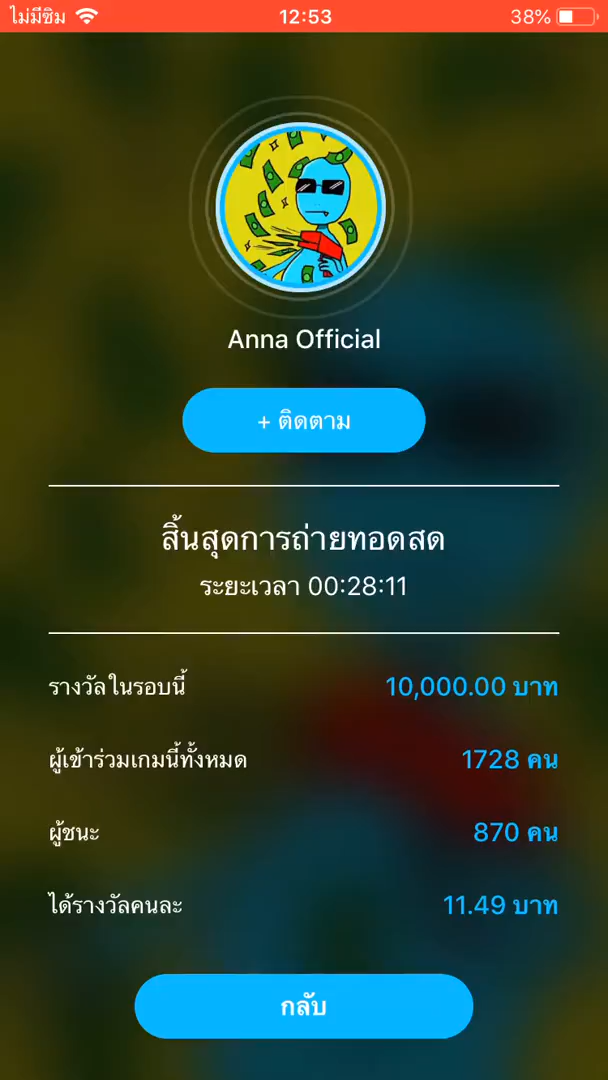 ไม่มีซิม 12:53 38%
Anna Official
+ ติดตาม
สิ้นสุดการถ่ายทอดสด
ระยะเวลา 00:28:11
รางวัลในรอบนี้ 10,000.00 บาท
ผู้เข้าร่วมเกมนี้ทั้งหมด 1728 คน
ผู้ชนะ 870 คน
ได้รางวัลคนละ 11.49 บาท
กลับ